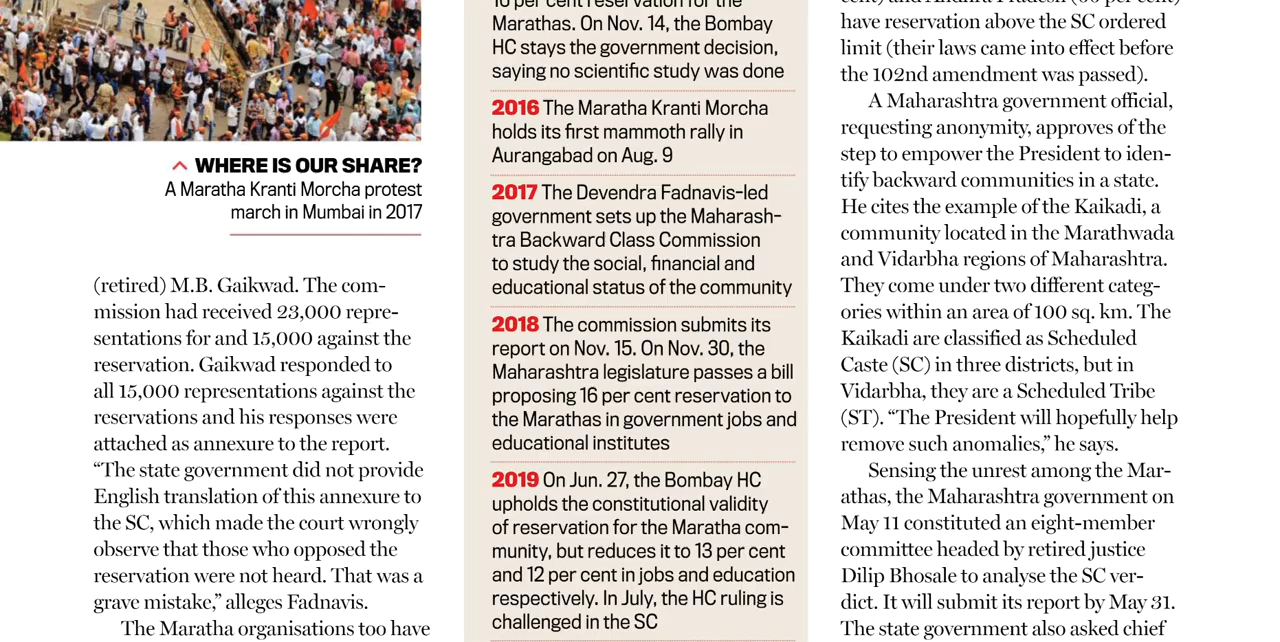 WHERE IS OUR SHARE?
A Maratha Kranti Morcha protest
march in Mumbai in 2017
(retired) M.B. Gaikwad. The com-
mission had received 23,000 repre-
sentations for and 15,000 against the
reservation. Gaikwad responded to
all 15,000 representations against the
reservations and his responses were
attached as annexure to the report.
“The state government did not provide
English translation of this annexure to
the SC, which made the court wrongly
observe that those who opposed the
reservation were not heard. That was a
grave mistake,” alleges Fadnavis.
The Maratha organisations too have
16 per cent reservation for the
Marathas. On Nov. 14, the Bombay
HC stays the government decision,
saying no scientific study was done
2016 The Maratha Kranti Morcha
holds its first mammoth rally in
Aurangabad on Aug. 9
2017 The Devendra Fadnavis-led
government sets up the Maharash-
tra Backward Class Commission
to study the social, financial and
educational status of the community
2018 The commission submits its
report on Nov. 15. On Nov. 30, the
Maharashtra legislature passes a bill
proposing 16 per cent reservation to
the Marathas in government jobs and
educational institutes
2019 On Jun. 27, the Bombay HC
upholds the constitutional validity
of reservation for the Maratha com-
munity, but reduces it to 13 per cent
and 12 per cent in jobs and education
respectively. In July, the HC ruling is
challenged in the SC
have reservation above the SC ordered
limit (their laws came into effect before
the 102nd amendment was passed).
A Maharashtra government official,
requesting anonymity, approves of the
step to empower the President to iden-
tify backward communities in a state.
He cites the example of the Kaikadi, a
community located in the Marathwada
and Vidarbha regions of Maharashtra.
They come under two different categ-
ories within an area of 100 sq. km. The
Kaikadi are classified as Scheduled
Caste (SC) in three districts, but in
Vidarbha, they are a Scheduled Tribe
(ST). “The President will hopefully help
remove such anomalies,” he says.
Sensing the unrest among the Mar-
athas, the Maharashtra government on
May 11 constituted an eight-member
committee headed by retired justice
Dilip Bhosale to analyse the SC ver-
dict. It will submit its report by May 31.
The state government also asked chief